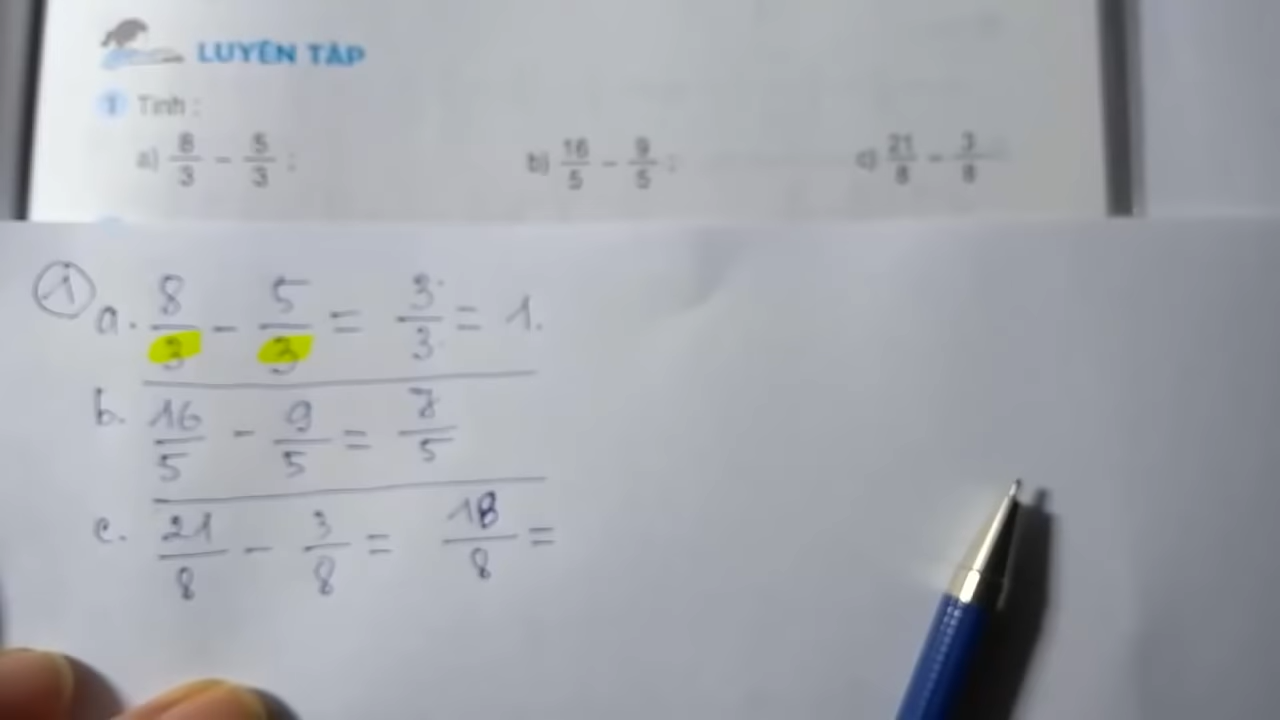 LUYỆN TẬP
1 Tính :
a) 8/3 - 5/3 ; b) 16/5 - 9/5 ; c) 21/8 - 3/8
1 a. 8/3 - 5/3 = 3/3 = 1.
b. 16/5 - 9/5 = 7/5
c. 21/8 - 3/8 = 18/8 =